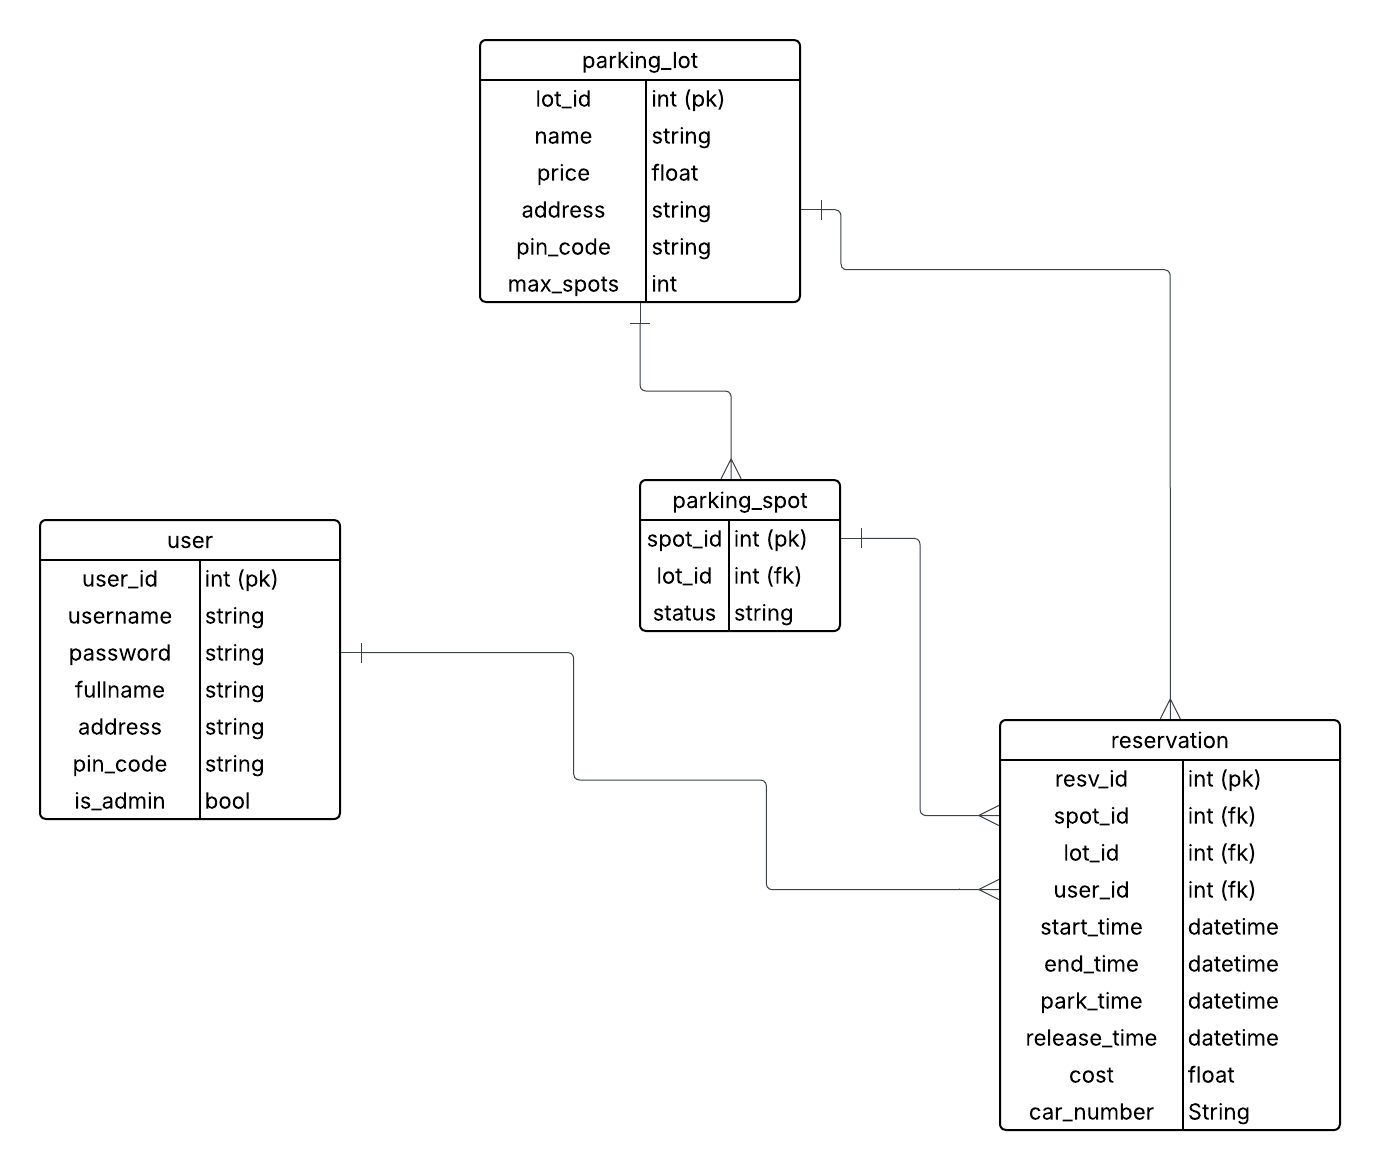 parking_lot
lot_id int (pk)
name string
price float
address string
pin_code string
max_spots int
parking_spot
spot_id int (pk)
lot_id int (fk)
status string
user
user_id int (pk)
username string
password string
fullname string
address string
pin_code string
is_admin bool
reservation
resv_id int (pk)
spot_id int (fk)
lot_id int (fk)
user_id int (fk)
start_time datetime
end_time datetime
park_time datetime
release_time datetime
cost float
car_number String